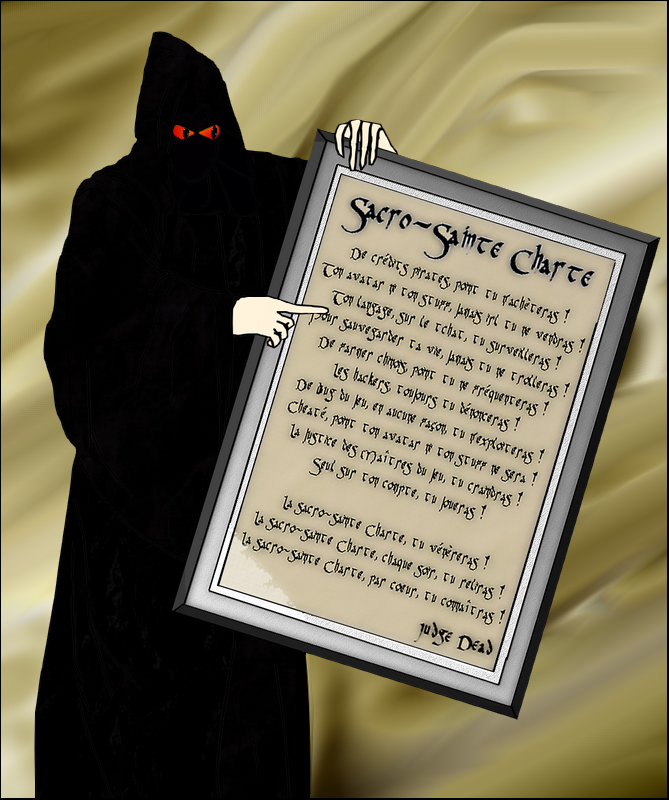 Sacro~Sainte Charte
De crédits pirates, point tu n'achèteras !
Ton avatar ni ton stuff, jamais irl tu ne vendras !
Ton langage, sur le tchat, tu surveilleras !
Pour sauvegarder ta vie, jamais tu ne trolleras !
De farmer chinois, point tu ne fréquenteras !
Les hackers, toujours tu dénonceras !
De bugs du jeu, en aucune façon, tu n'exploiteras !
Cheaté, point ton avatar ni ton stuff ne sera !
La justice des Maîtres du jeu, tu craindras !
Seul sur ton compte, tu joueras !
La sacro~sainte Charte, tu vénèreras !
La sacro~sainte Charte, chaque soir, tu reliras !
La sacro~sainte Charte, par coeur, tu connaîtras !
Judge Dead